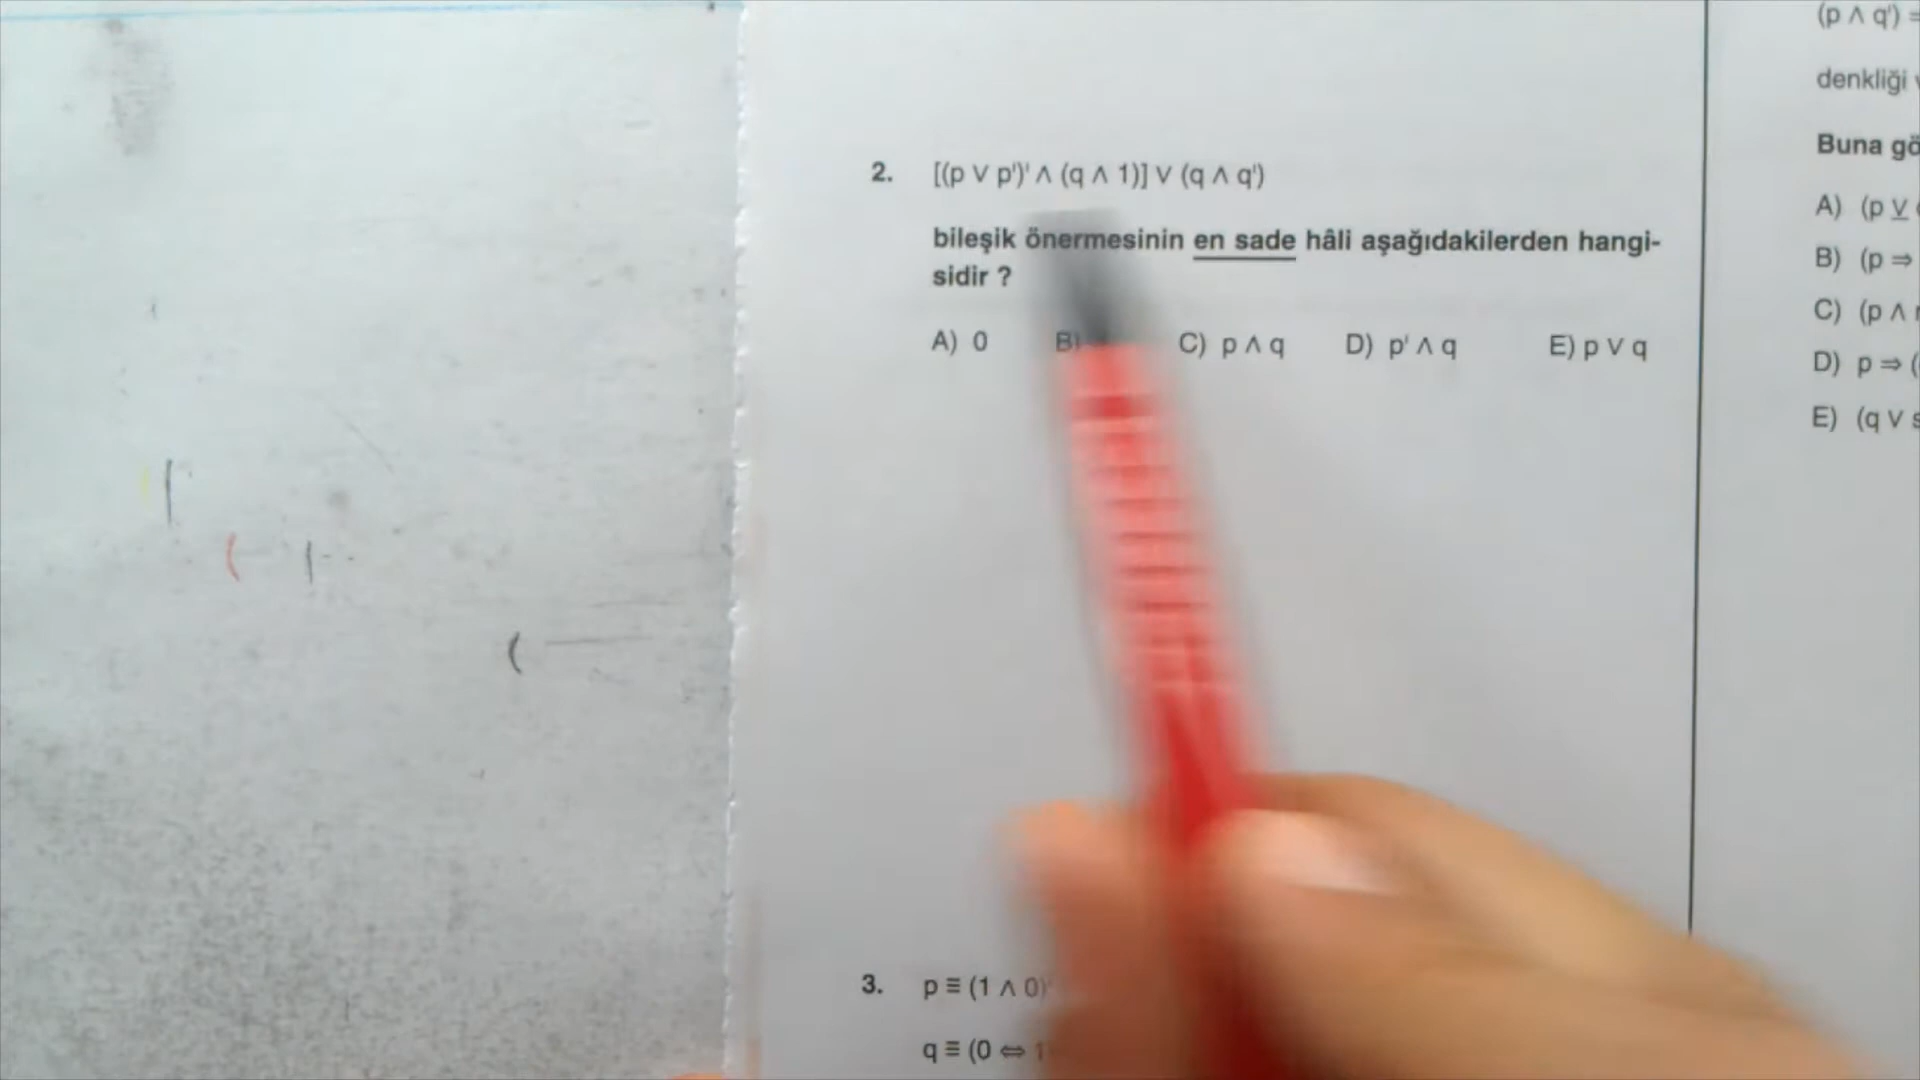 2. [(p ∨ p')' ∧ (q ∧ 1)] ∨ (q ∧ q')
bileşik önermesinin en sade hâli aşağıdakilerden hangi-
sidir ?
A) 0 B) C) p ∧ q D) p' ∧ q E) p ∨ q
3. p ≡ (1 ∧ 0)
q ≡ (0 ⇔ 1
(p ∧ q') ≡
denkliği
Buna gö
A) (p ⊻
B) (p ⇒
C) (p ∧
D) p ⇒ (
E) (q ∨ s